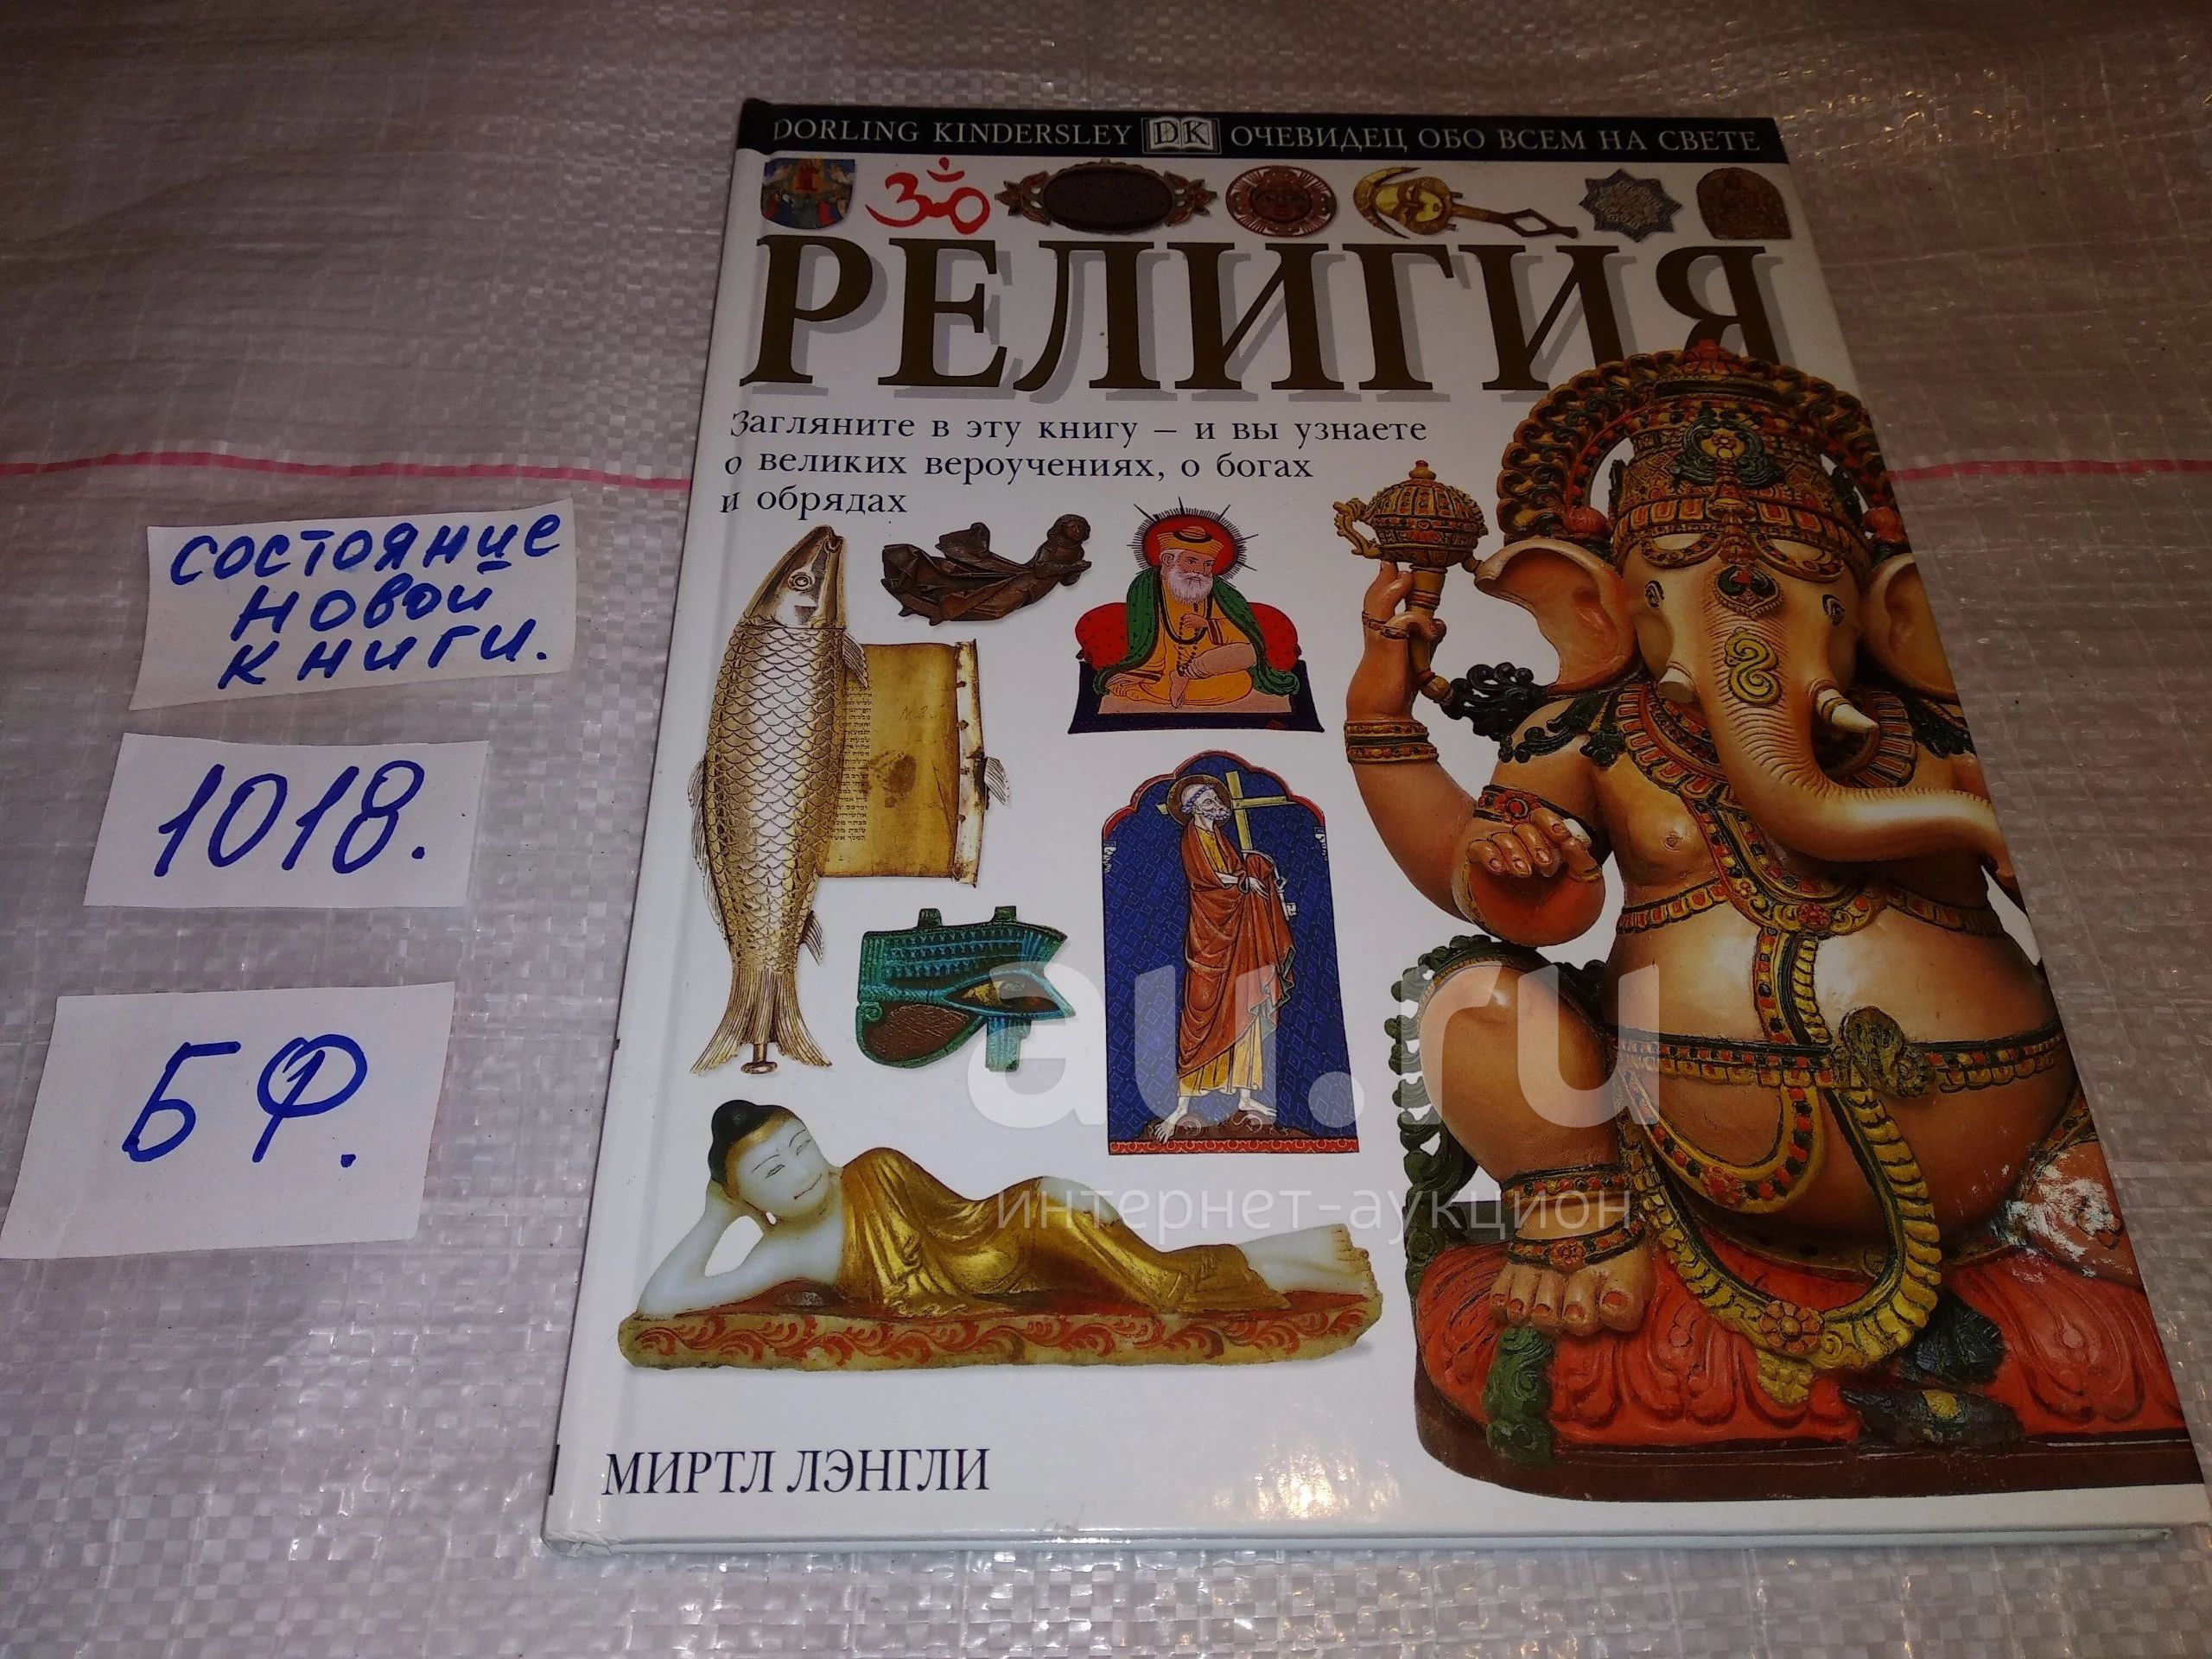 DORLING KINDERSLEY DK ОЧЕВИДЕЦ ОБО ВСЕМ НА СВЕТЕ
РЕЛИГИЯ
Загляните в эту книгу – и вы узнаете
о великих вероучениях, о богах
и обрядах
МИРТЛ ЛЭНГЛИ
состояние
новой
книги.
1018.
БФ.
au.ru
интернет-аукцион